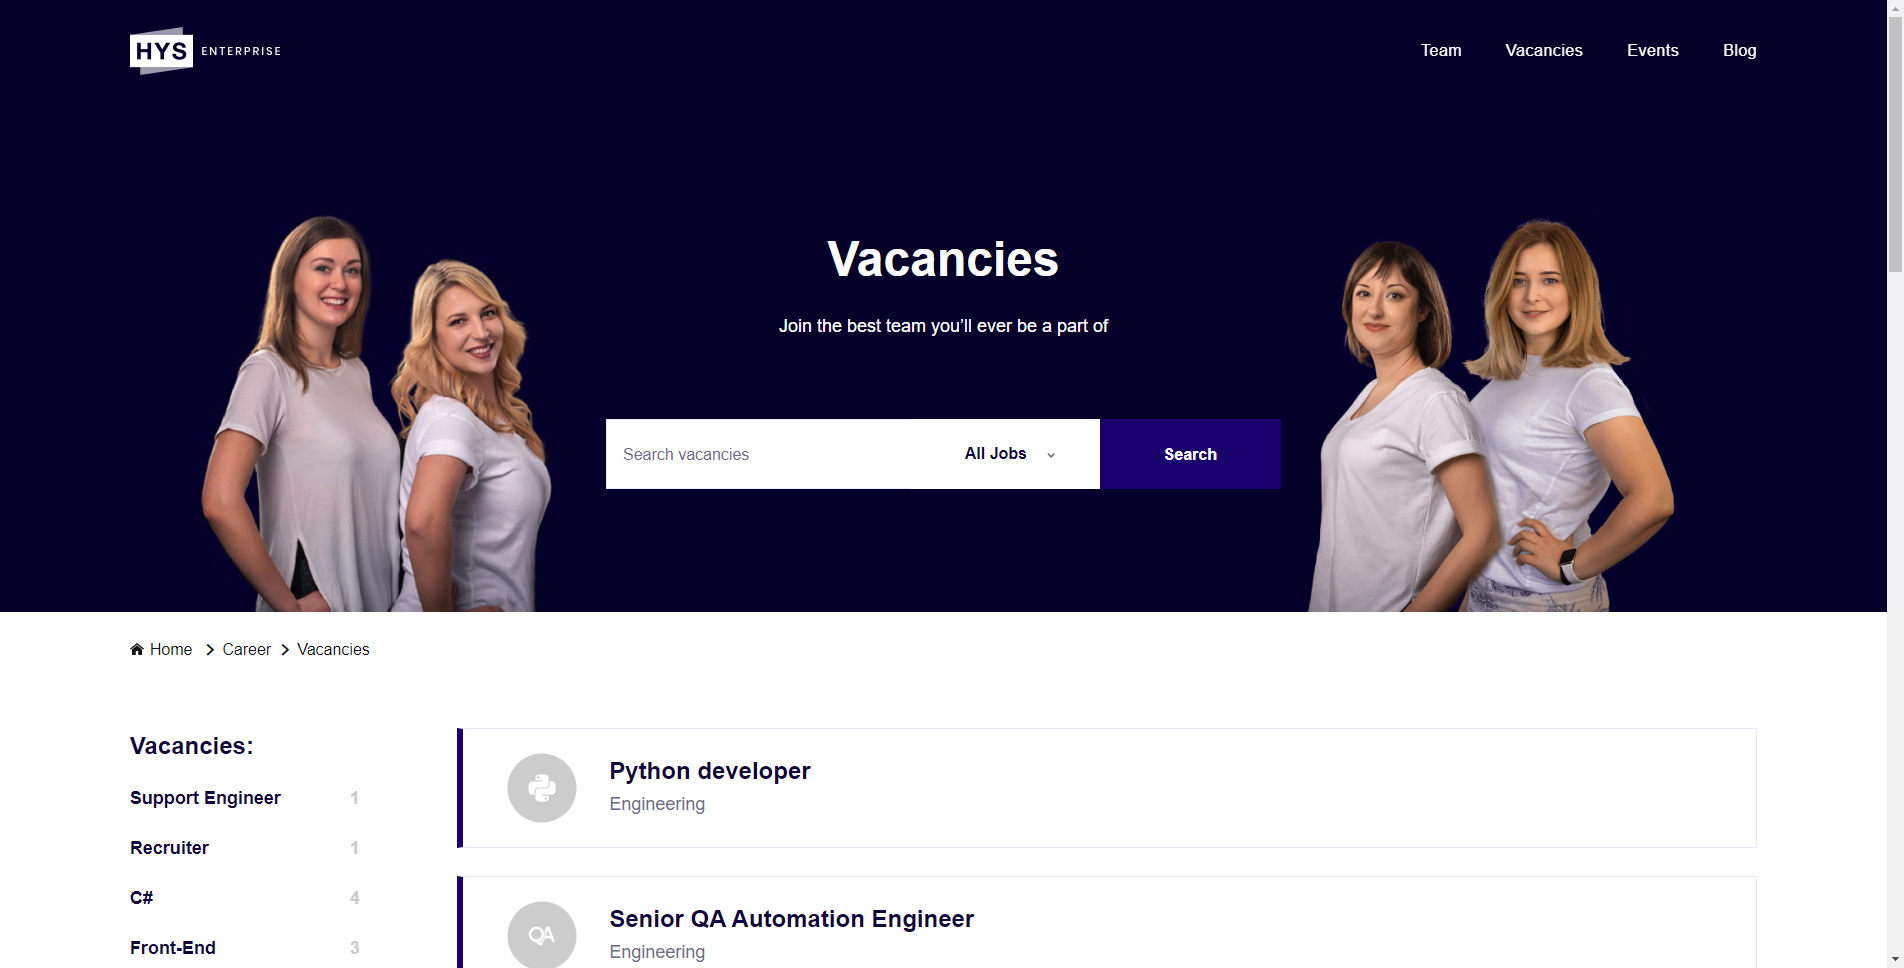 HYS ENTERPRISE
Team Vacancies Events Blog
Vacancies
Join the best team you’ll ever be a part of
Search vacancies All Jobs Search
Home Career Vacancies
Vacancies:
Support Engineer 1
Recruiter 1
C# 4
Front-End 3
Python developer
Engineering
QA
Senior QA Automation Engineer
Engineering